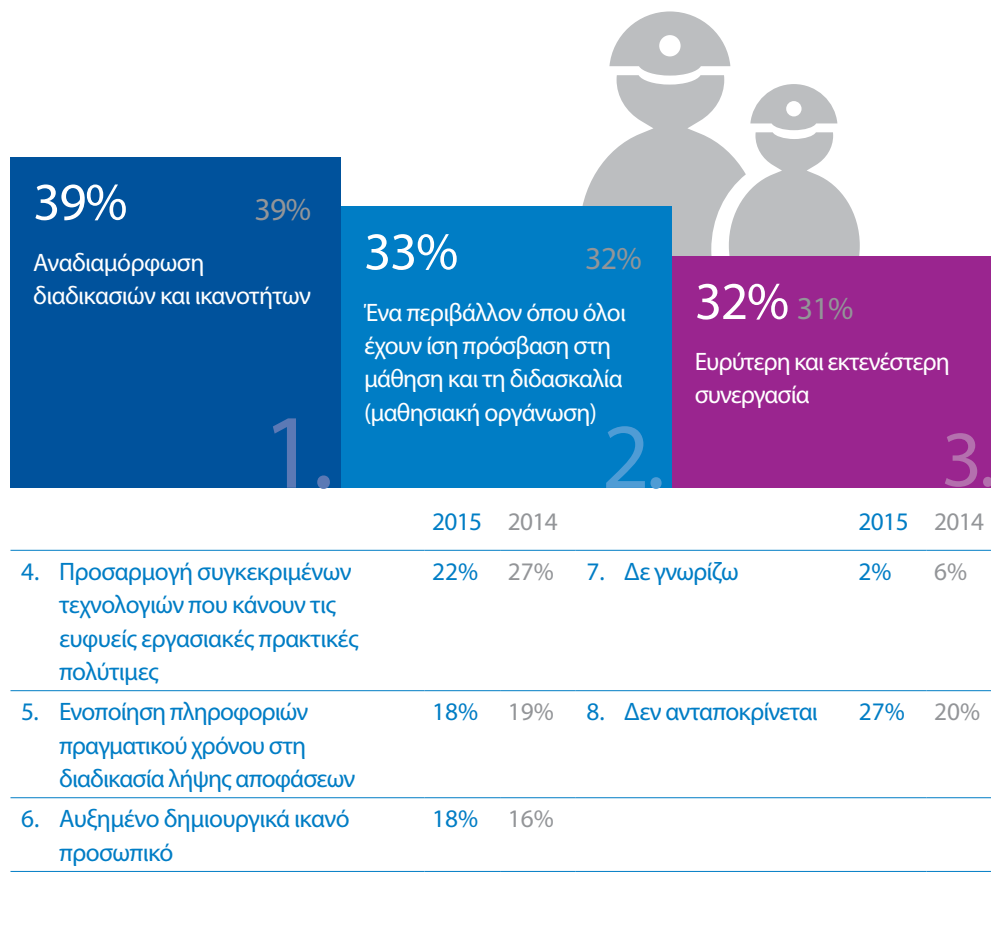 39% 39%
Αναδιαμόρφωση
διαδικασιών και ικανοτήτων
1.
33% 32%
Ένα περιβάλλον όπου όλοι
έχουν ίση πρόσβαση στη
μάθηση και τη διδασκαλία
(μαθησιακή οργάνωση)
2.
32% 31%
Ευρύτερη και εκτενέστερη
συνεργασία
3.
2015 2014 2015 2014
4. Προσαρμογή συγκεκριμένων 22% 27% 7. Δε γνωρίζω 2% 6%
τεχνολογιών που κάνουν τις
ευφυείς εργασιακές πρακτικές
πολύτιμες
5. Ενοποίηση πληροφοριών 18% 19% 8. Δεν ανταποκρίνεται 27% 20%
πραγματικού χρόνου στη
διαδικασία λήψης αποφάσεων
6. Αυξημένο δημιουργικά ικανό 18% 16%
προσωπικό